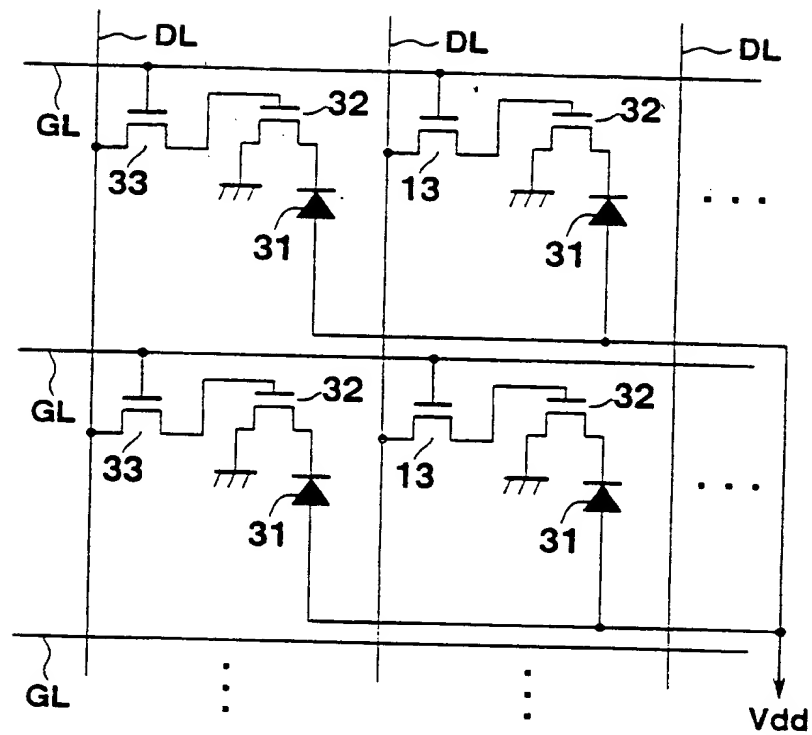 DL DL DL
GL 32 32
33 13
31 31 . . .
GL 32 32
33 13
31 31 . . .
GL
Vdd